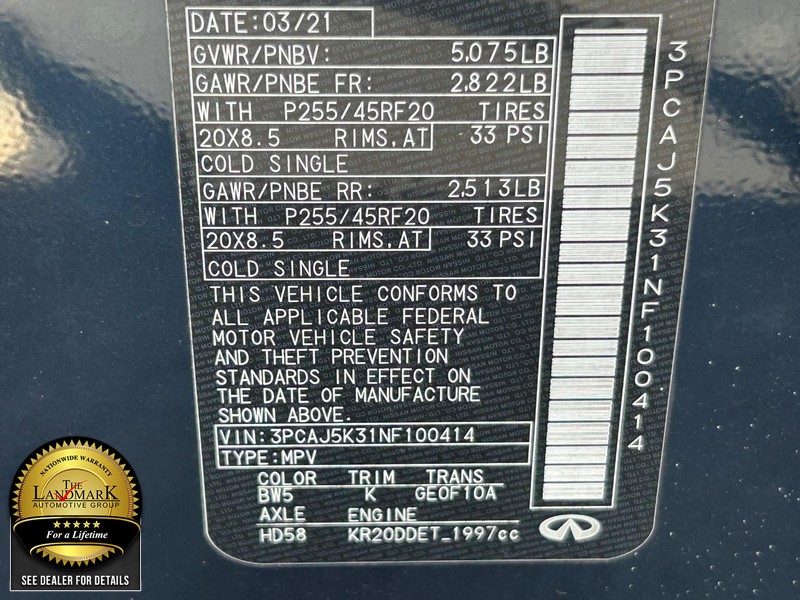 DATE:03/21
GVWR/PNBV: 5,075LB
GAWR/PNBE FR: 2,822LB
WITH P255/45RF20 TIRES
20X8.5 RIMS,AT 33 PSI
COLD SINGLE
GAWR/PNBE RR: 2,513LB
WITH P255/45RF20 TIRES
20X8.5 RIMS,AT 33 PSI
COLD SINGLE
THIS VEHICLE CONFORMS TO
ALL APPLICABLE FEDERAL
MOTOR VEHICLE SAFETY
AND THEFT PREVENTION
STANDARDS IN EFFECT ON
THE DATE OF MANUFACTURE
SHOWN ABOVE.
VIN:3PCAJ5K31NF100414
TYPE:MPV
COLOR TRIM TRANS
BW5 K GE0F10A
AXLE ENGINE
HD58 KR20DDET_1997cc
3PCAJ5K31NF100414
NATIONWIDE WARRANTY
THE
LANDMARK
AUTOMOTIVE GROUP
For a Lifetime
SEE DEALER FOR DETAILS